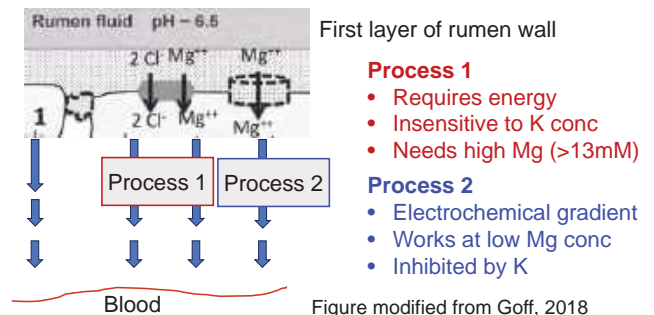 Rumen fluid pH – 6.5
First layer of rumen wall
2 Cl- Mg++ Mg++
1 2 Cl- Mg++ Mg++
Process 1
• Requires energy
• Insensitive to K conc
• Needs high Mg (>13mM)
Process 2
• Electrochemical gradient
• Works at low Mg conc
• Inhibited by K
Process 1 Process 2
Blood
Figure modified from Goff, 2018